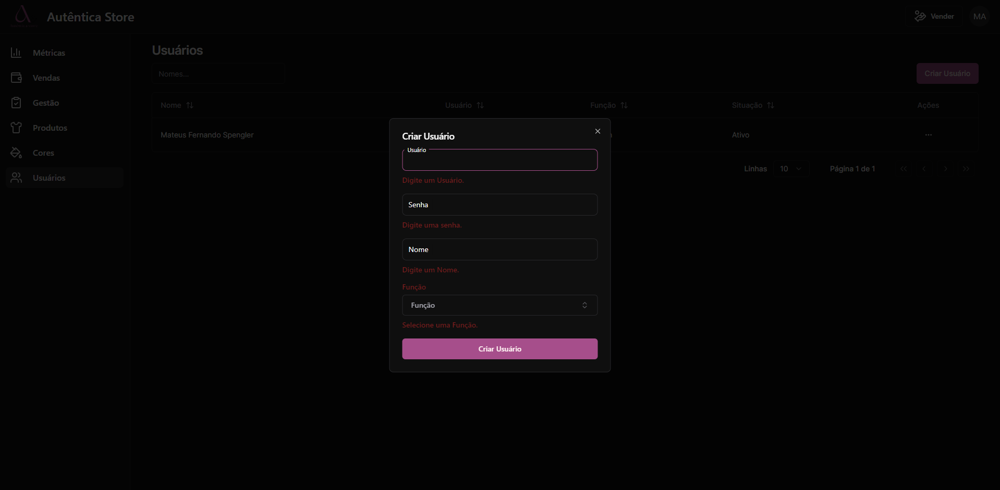 Autêntica Store
Vender
MA
Métricas
Vendas
Gestão
Produtos
Cores
Usuários
Usuários
Nomes...
Criar Usuário
Nome
Usuário
Função
Situação
Ações
Mateus Fernando Spengler
Ativo
Linhas
10
Página 1 de 1
Criar Usuário
Usuário
Digite um Usuário.
Senha
Digite uma senha.
Nome
Digite um Nome.
Função
Função
Selecione uma Função.
Criar Usuário